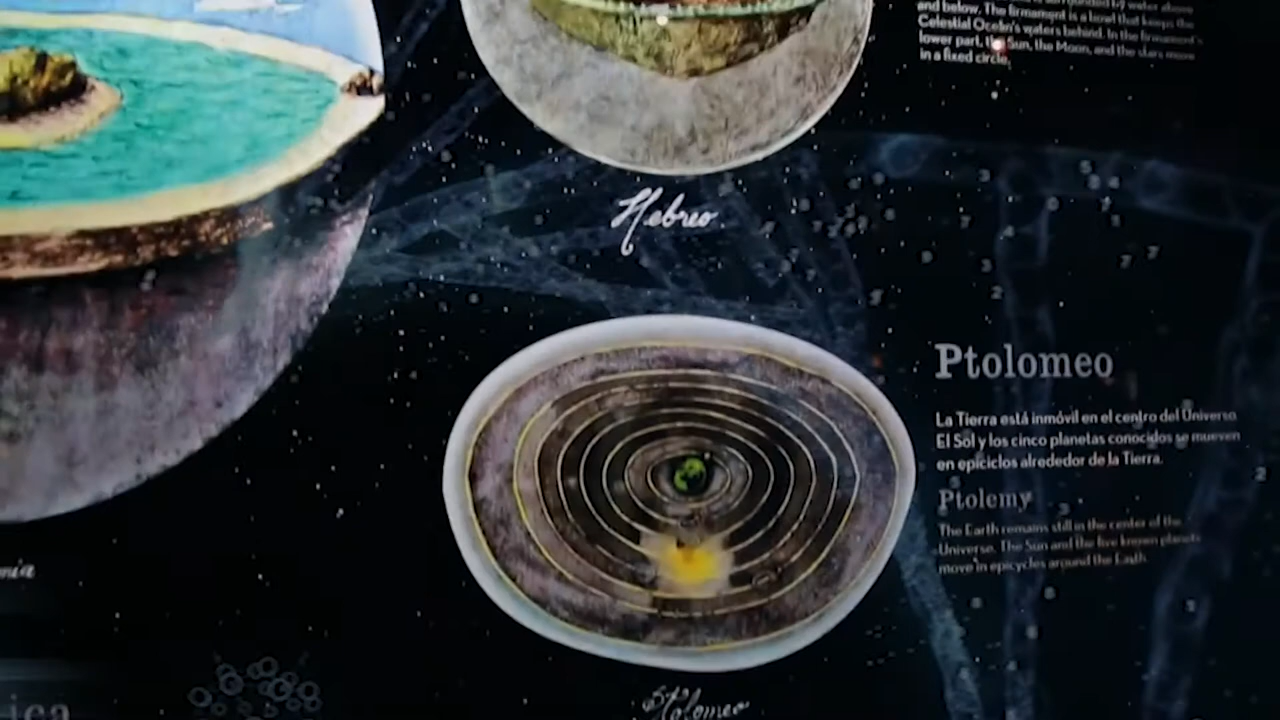 and below. The firmament is a bowl that keeps the
Celestial Ocean's waters behind. In the firmament's
lower part, the Sun, the Moon, and the stars move
in a fixed circle.
Hebreo
Ptolomeo
La Tierra está inmóvil en el centro del Universo
El Sol y los cinco planetas conocidos se mueven
en epiciclos alrededor de la Tierra.
Ptolemy
The Earth remains still in the center of the
Universe. The Sun and the five known planets
move in epicycles around the Earth.
Ptolomeo
ica